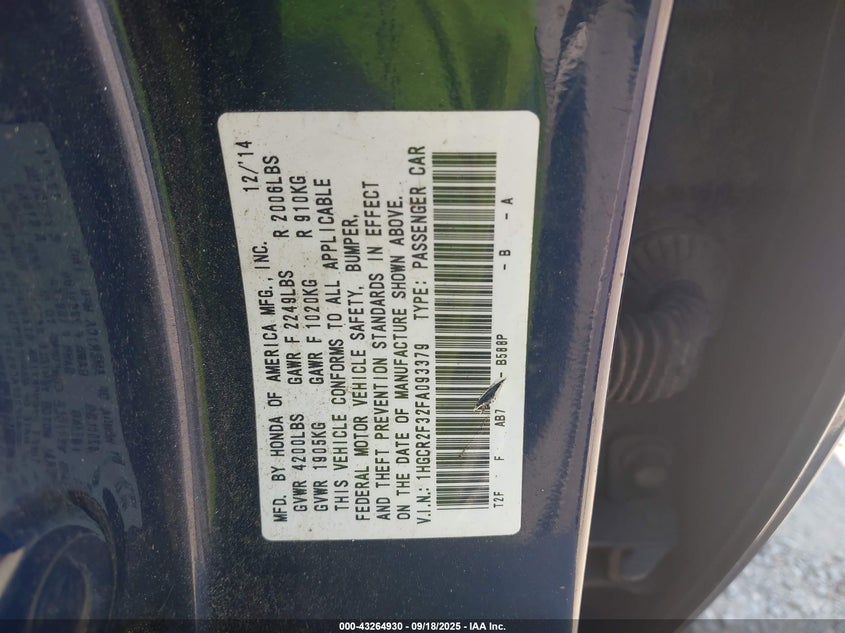 MFD. BY HONDA OF AMERICA MFG., INC. 12/'14
GVWR 4200LBS GAWR F 2249LBS R 2006LBS
GVWR 1905KG GAWR F 1020KG R 910KG
THIS VEHICLE CONFORMS TO ALL APPLICABLE
FEDERAL MOTOR VEHICLE SAFETY, BUMPER,
AND THEFT PREVENTION STANDARDS IN EFFECT
ON THE DATE OF MANUFACTURE SHOWN ABOVE.
V.I.N.: 1HGCR2F32FA093379 TYPE: PASSENGER CAR
T2F F AB7 - B588P - B - A
000-43264930 - 09/18/2025 - IAA Inc.